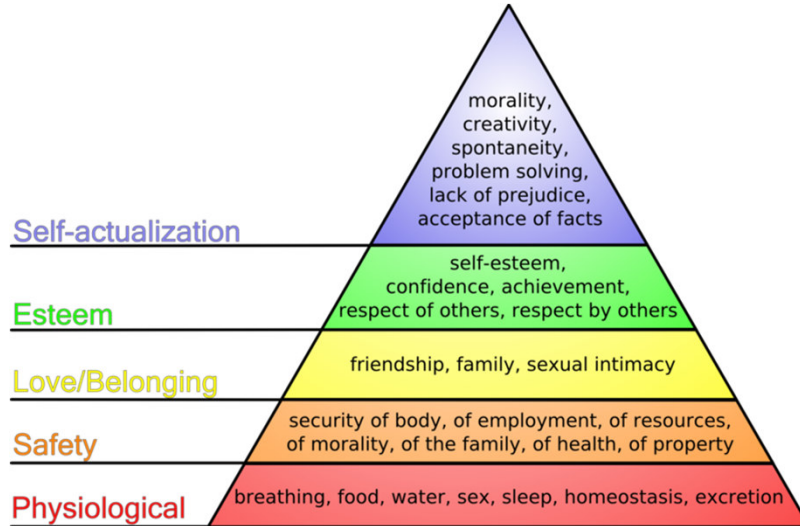 morality,
creativity,
spontaneity,
problem solving,
lack of prejudice,
acceptance of facts
Self-actualization
self-esteem,
confidence, achievement,
respect of others, respect by others
Esteem
friendship, family, sexual intimacy
Love/Belonging
security of body, of employment, of resources,
of morality, of the family, of health, of property
Safety
breathing, food, water, sex, sleep, homeostasis, excretion
Physiological